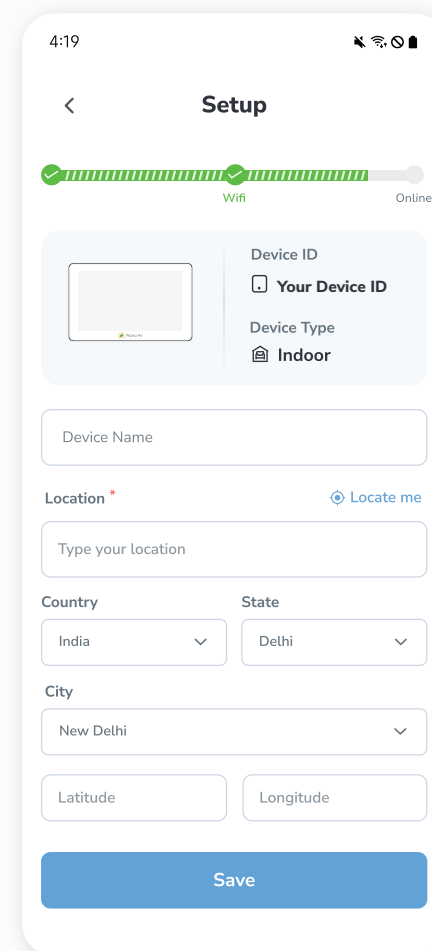 4:19
Setup
Wifi
Online
Device ID
Your Device ID
Device Type
Indoor
Device Name
Location *
Locate me
Type your location
Country
State
India
Delhi
City
New Delhi
Latitude
Longitude
Save